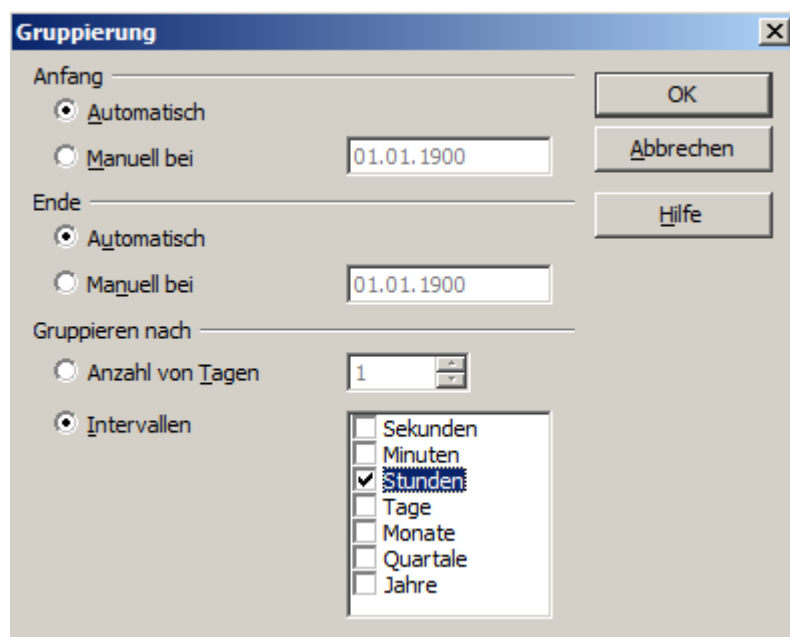 Gruppierung
Anfang
OK
Automatisch
Manuell bei 01.01.1900
Abbrechen
Ende
Hilfe
Automatisch
Manuell bei 01.01.1900
Gruppieren nach
Anzahl von Tagen 1
Intervallen
Sekunden
Minuten
Stunden
Tage
Monate
Quartale
Jahre